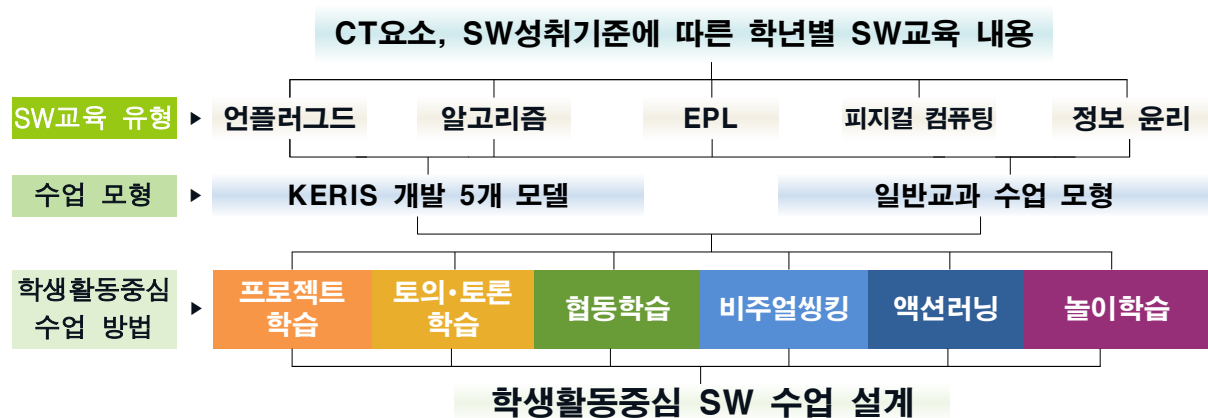 CT요소, SW성취기준에 따른 학년별 SW교육 내용
SW교육 유형 ▶ 언플러그드 알고리즘 EPL 피지컬 컴퓨팅 정보 윤리
수업 모형 ▶ KERIS 개발 5개 모델 일반교과 수업 모형
학생활동중심
수업 방법 ▶
프로젝트
학습
토의·토론
학습
협동학습
비주얼씽킹
액션러닝
놀이학습
학생활동중심 SW 수업 설계